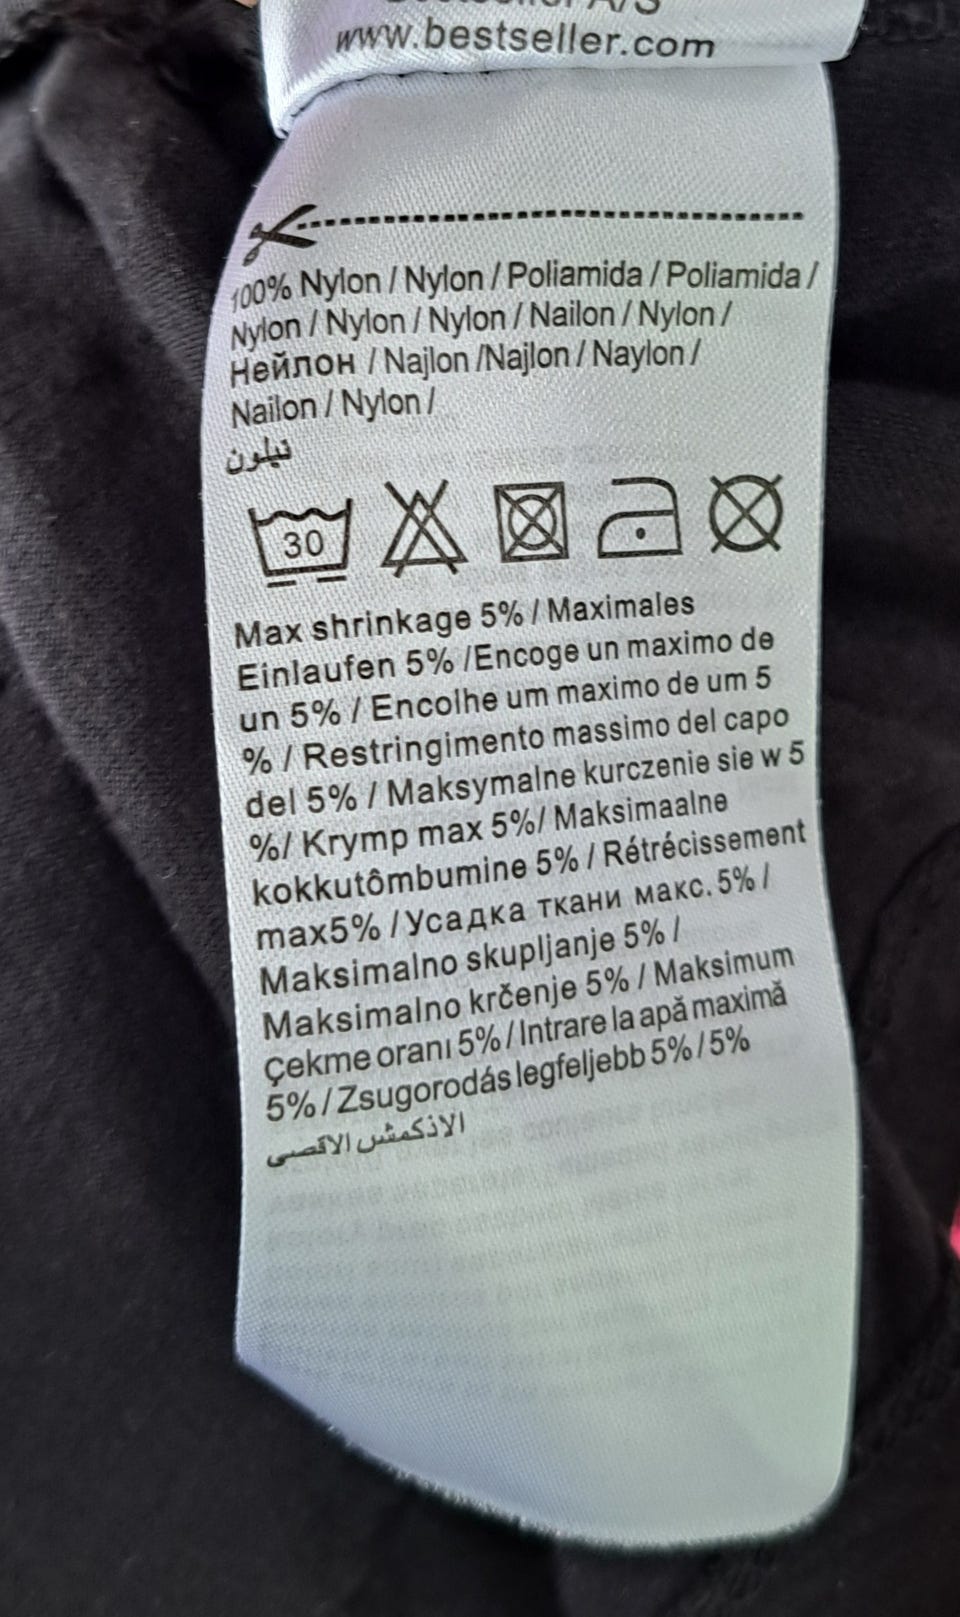 Bestseller A/S
www.bestseller.com
100% Nylon / Nylon / Poliamida / Poliamida /
Nylon / Nylon / Nylon / Nailon / Nylon /
Нейлон / Najlon /Najlon / Naylon /
Nailon / Nylon /
نيلون
30
Max shrinkage 5% / Maximales
Einlaufen 5% /Encoge un maximo de
un 5% / Encolhe um maximo de um 5
% / Restringimento massimo del capo
del 5% / Maksymalne kurczenie sie w 5
%/ Krymp max 5%/ Maksimaalne
kokkutômbumine 5% / Rétrécissement
max5% / Усадка ткани макс. 5% /
Maksimalno skupljanje 5% /
Maksimalno krčenje 5% / Maksimum
çekme oranı 5% / Intrare la apă maximă
5% / Zsugorodás legfeljebb 5% / 5%
الاذكمش الاقصى